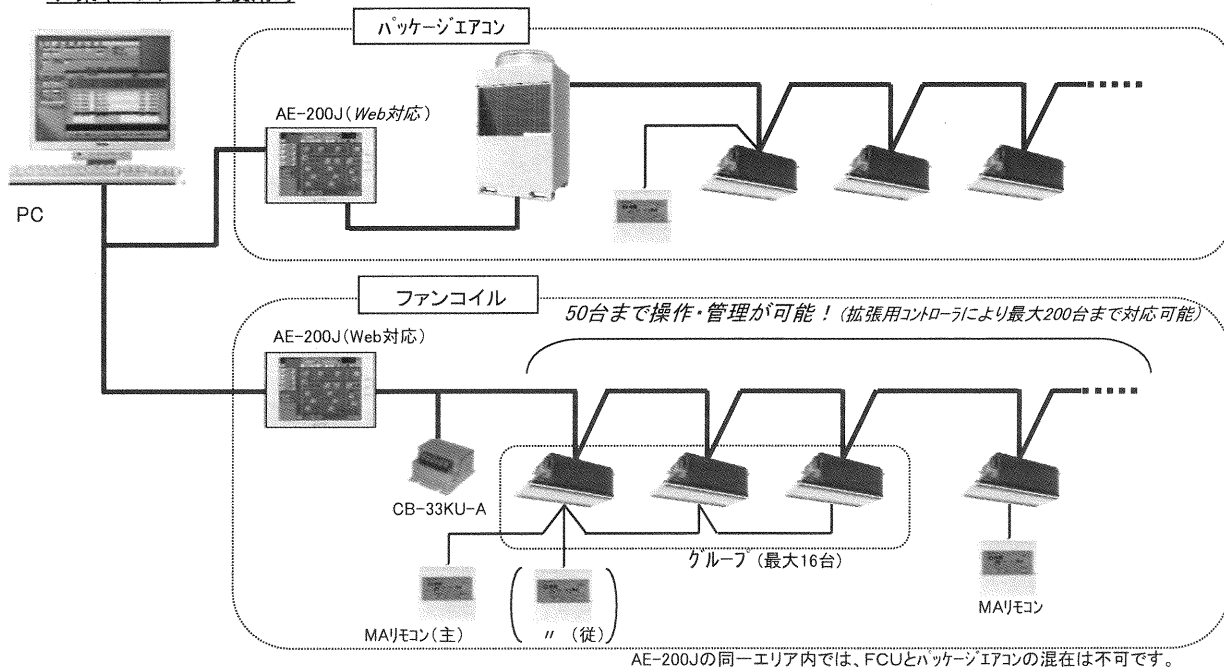 パッケージエアコン
AE-200J(Web対応)
PC
ファンコイル
50台まで操作・管理が可能！(拡張用コントローラにより最大200台まで対応可能)
AE-200J(Web対応)
CB-33KU-A
グループ (最大16台)
MAリモコン(主)
〃 (従)
MAリモコン
AE-200Jの同一エリア内では、FCUとパッケージエアコンの混在は不可です。